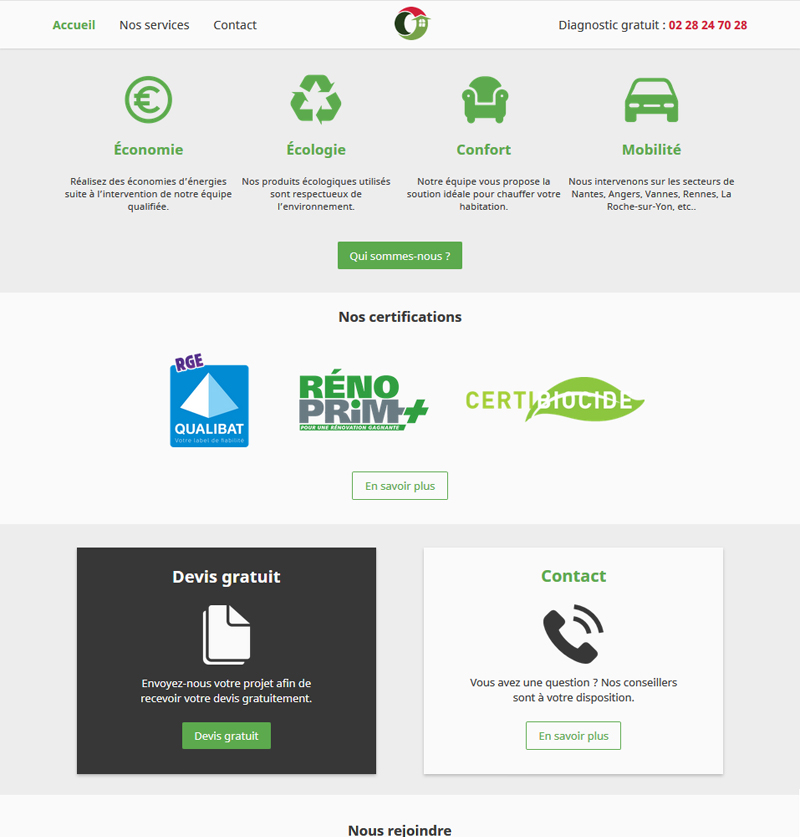 Accueil Nos services Contact Diagnostic gratuit : 02 28 24 70 28
Économie
Réalisez des économies d'énergies
suite à l'intervention de notre équipe
qualifiée.
Écologie
Nos produits écologiques utilisés
sont respectueux de
l'environnement.
Confort
Notre équipe vous propose la
soution idéale pour chauffer votre
habitation.
Mobilité
Nous intervenons sur les secteurs de
Nantes, Angers, Vannes, Rennes, La
Roche-sur-Yon, etc..
Qui sommes-nous ?
Nos certifications
RGE
QUALIBAT
Votre label de fiabilité
RÉNO
PRiM+
POUR UNE RÉNOVATION GAGNANTE
CERTIBIOCIDE
En savoir plus
Devis gratuit
Envoyez-nous votre projet afin de
recevoir votre devis gratuitement.
Devis gratuit
Contact
Vous avez une question ? Nos conseillers
sont à votre disposition.
En savoir plus
Nous rejoindre